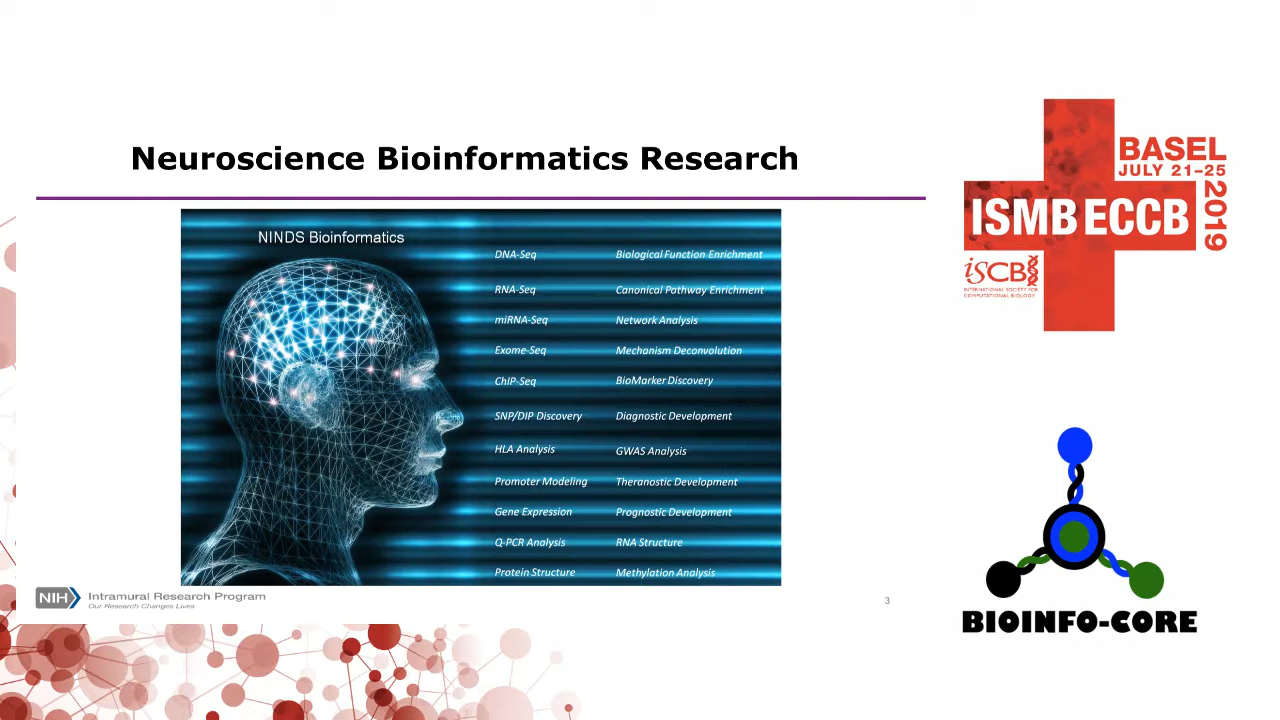 Neuroscience Bioinformatics Research
NINDS Bioinformatics
DNA-Seq
RNA-Seq
miRNA-Seq
Exome-Seq
ChIP-Seq
SNP/DIP Discovery
HLA Analysis
Promoter Modeling
Gene Expression
Q-PCR Analysis
Protein Structure
Biological Function Enrichment
Canonical Pathway Enrichment
Network Analysis
Mechanism Deconvolution
BioMarker Discovery
Diagnostic Development
GWAS Analysis
Theranostic Development
Prognostic Development
RNA Structure
Methylation Analysis
NIH
Intramural Research Program
Our Research Changes Lives
3
BASEL
JULY 21–25
2019
ISMB ECCB
iSCB
INTERNATIONAL SOCIETY FOR
COMPUTATIONAL BIOLOGY
BIOINFO-CORE